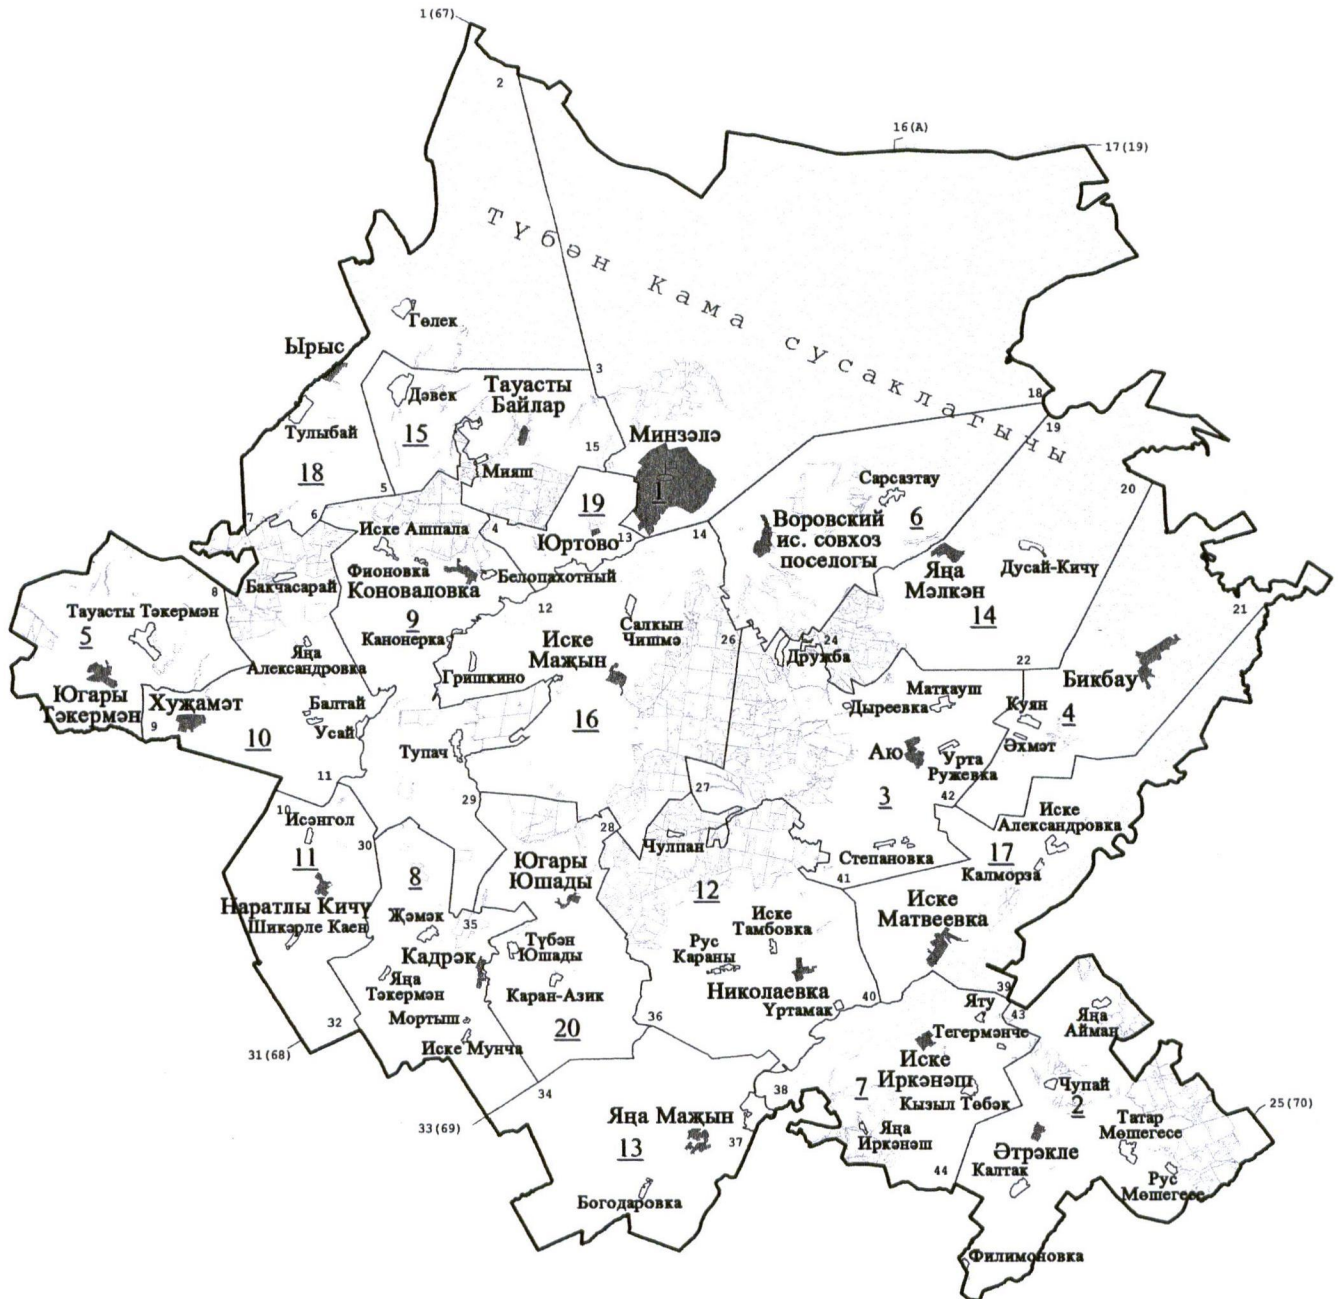 1(67)
2
16(А)
17(19)
Түбән Кама сусаклагычы
Гөлек
Ырыс
3
Дәвек
Тауасты
Байлар
18
19
Тулыбай
15
15
Минзәлә
20
Мияш
18
1
Сарсазтау
5
19
6
7
6
Иске Ашпала
4
Юртово
13
14
Воровский
ис. совхоз
поселогы
Яңа
Мәлкән
Дусай-Кичү
Фионовка
Коноваловка
Белопахотный
Бакчасарай
8
12
21
Тауасты Тәкермән
5
9
Салкын
Чишмә
14
Канонерка
Иске
Маҗын
26
24
Дружба
Яңа
Александровка
Гришкино
22
Бикбау
Югары
Тәкермән
Хуҗамәт
9
Балтай
Усай
16
Маткауш
Дыреевка
Куян
4
10
Тупач
Аю
Урта
Ружевка
Әхмәт
11
27
3
42
10
29
Иске
Александровка
Исәнгол
30
28
Чулпан
Степановка
17
Калморза
11
8
Югары
Юшады
12
41
Наратлы Кичү
Шикәрле Каен
Җәмәк
35
Иске
Тамбовка
Иске
Матвеевка
Кадрәк
Түбән
Юшады
Рус
Караны
Яңа
Тәкермән
Каран-Азик
Николаевка
Үртамак
40
39
Яту
43
Яңа
Айман
Мортыш
Иске Мунча
20
36
Тегермәнче
32
31(68)
Иске
Иркәнәш
34
38
7
Кызыл Төбәк
Чупай
2
25(70)
33(69)
Яңа Маҗын
13
37
Яңа
Иркәнәш
Татар
Мөшегесе
Әтрәкле
Калтак
44
Рус
Мөшегесе
Богодаровка
Филимоновка